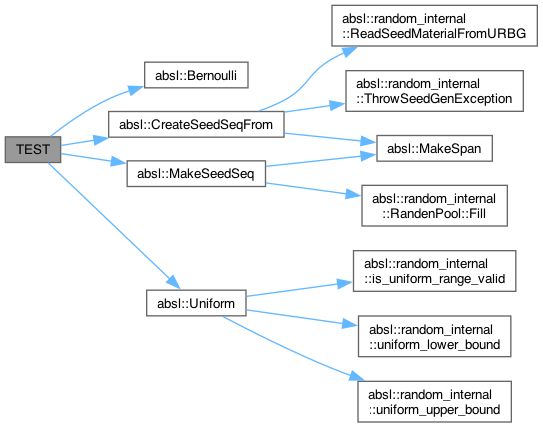 absl::random_internal
::ReadSeedMaterialFromURBG
absl::Bernoulli
absl::random_internal
::ThrowSeedGenException
absl::CreateSeedSeqFrom
TEST
absl::MakeSpan
absl::MakeSeedSeq
absl::random_internal
::RandenPool::Fill
absl::random_internal
::is_uniform_range_valid
absl::Uniform
absl::random_internal
::uniform_lower_bound
absl::random_internal
::uniform_upper_bound